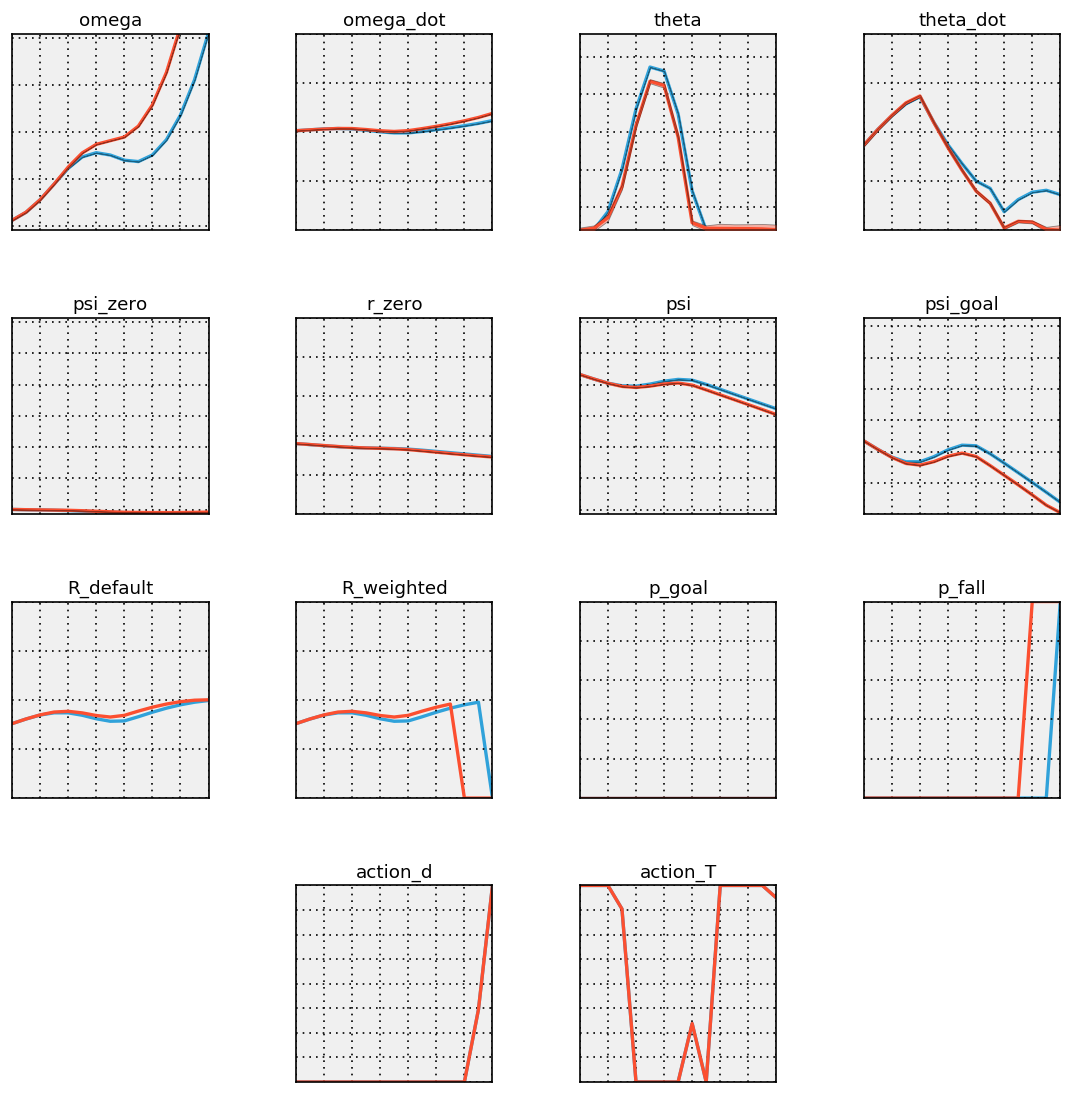 omega
omega_dot
theta
theta_dot
psi_zero
r_zero
psi
psi_goal
R_default
R_weighted
p_goal
p_fall
action_d
action_T